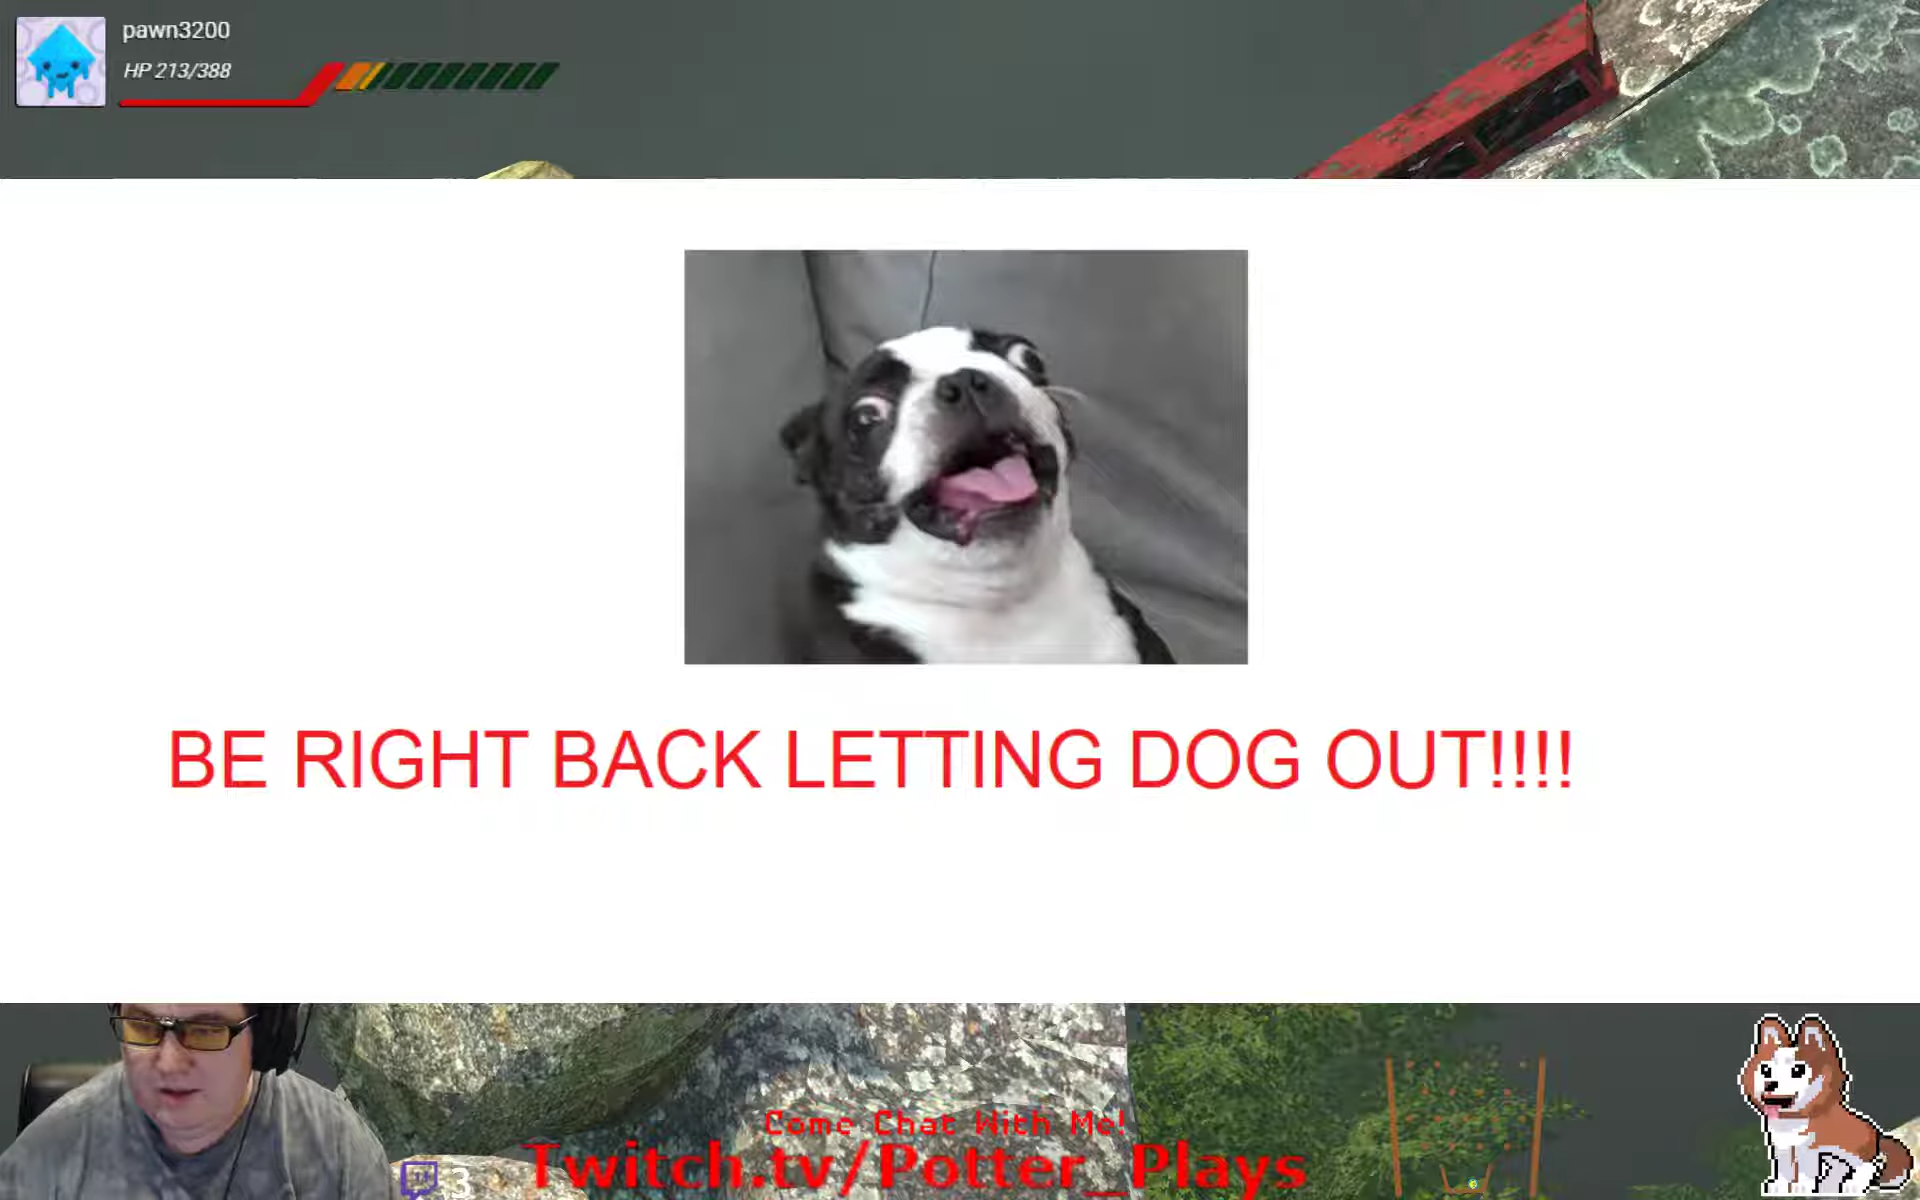 pawn3200
HP 213/388
BE RIGHT BACK LETTING DOG OUT!!!!
Come Chat With Me!
Twitch.tv/Potter_Plays
3